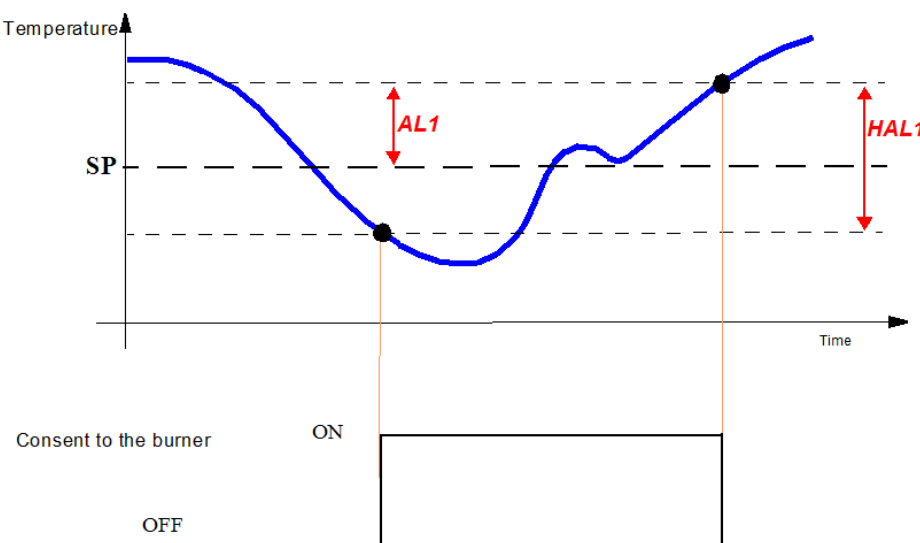 Temperature
AL1
HAL1
SP
Time
ON
Consent to the burner
OFF